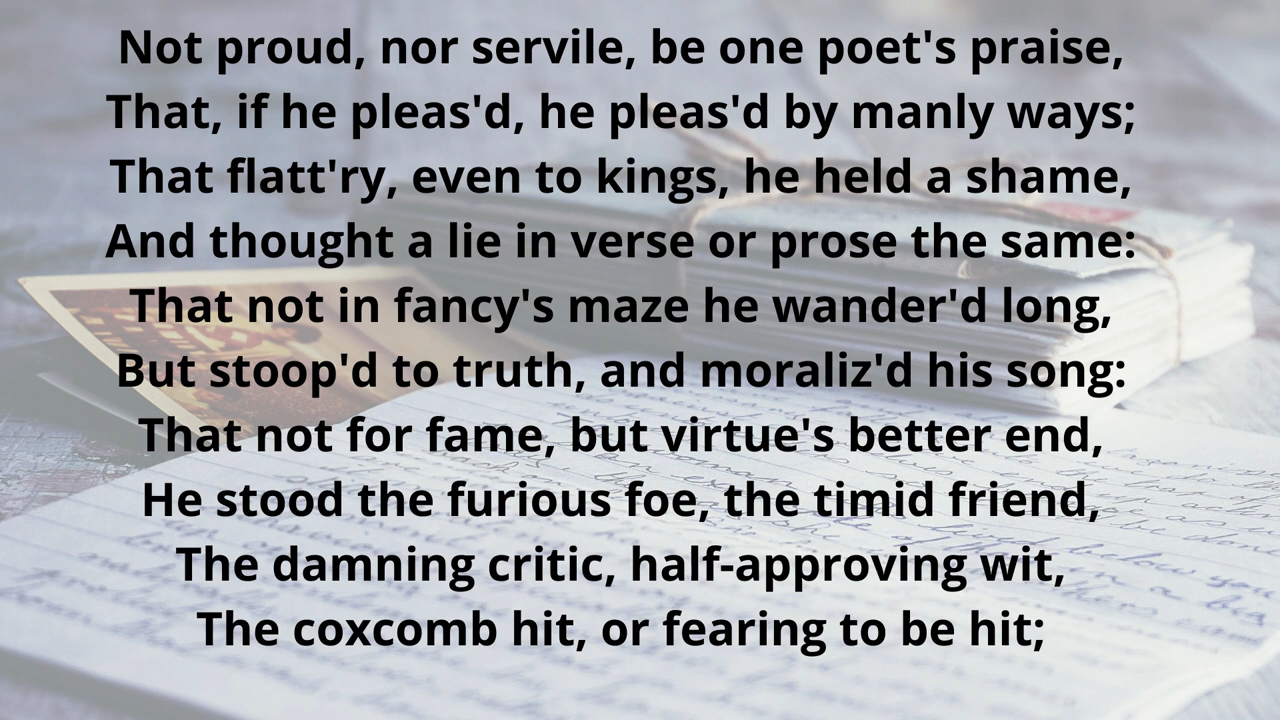 Not proud, nor servile, be one poet's praise,
That, if he pleas'd, he pleas'd by manly ways;
That flatt'ry, even to kings, he held a shame,
And thought a lie in verse or prose the same:
That not in fancy's maze he wander'd long,
But stoop'd to truth, and moraliz'd his song:
That not for fame, but virtue's better end,
He stood the furious foe, the timid friend,
The damning critic, half-approving wit,
The coxcomb hit, or fearing to be hit;